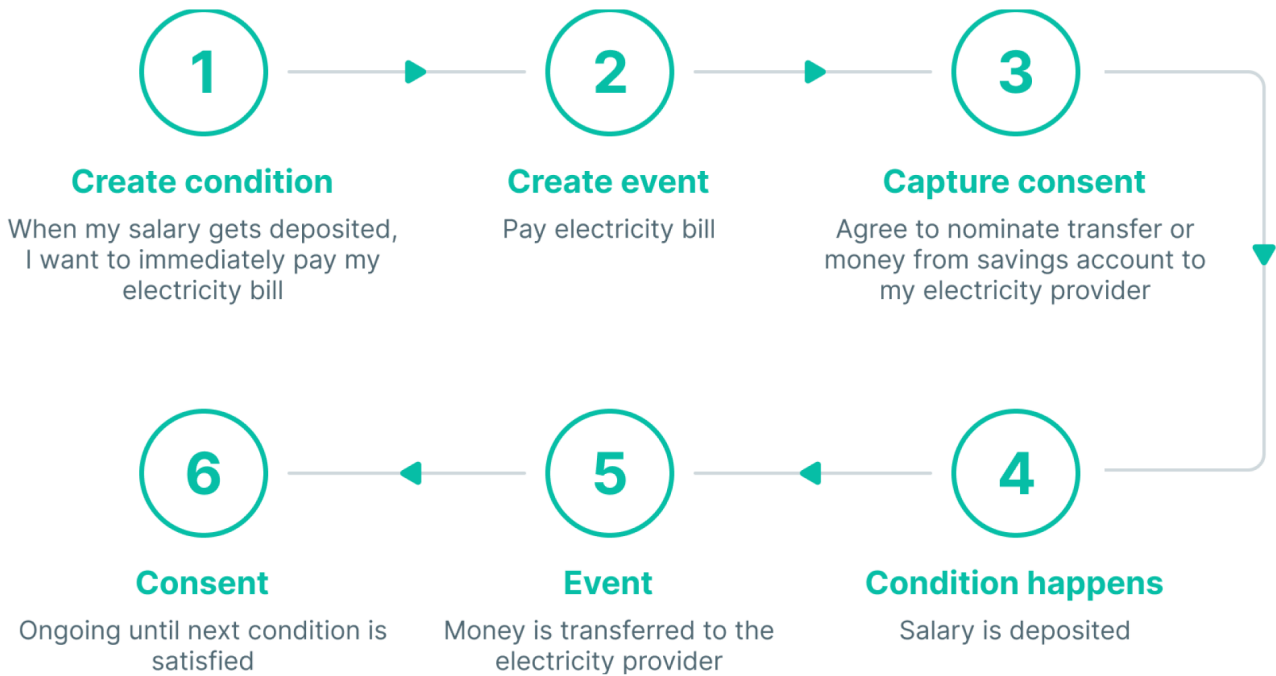 1
Create condition
When my salary gets deposited,
I want to immediately pay my
electricity bill
2
Create event
Pay electricity bill
3
Capture consent
Agree to nominate transfer or
money from savings account to
my electricity provider
4
Condition happens
Salary is deposited
5
Event
Money is transferred to the
electricity provider
6
Consent
Ongoing until next condition is
satisfied